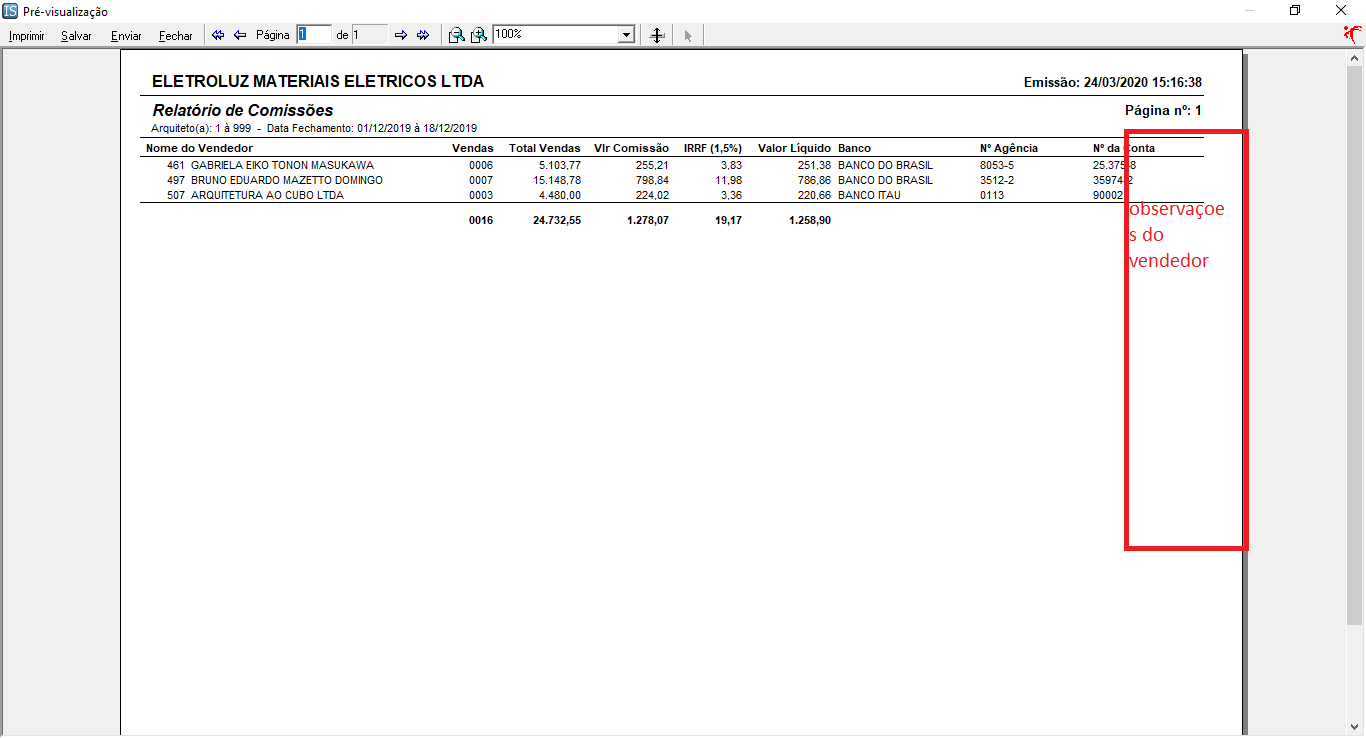 Pré-visualização
Imprimir Salvar Enviar Fechar Página 1 de 1 100%
ELETROLUZ MATERIAIS ELETRICOS LTDA Emissão: 24/03/2020 15:16:38
Relatório de Comissões Página nº: 1
Arquiteto(a): 1 à 999 - Data Fechamento: 01/12/2019 à 18/12/2019
Nome do Vendedor Vendas Total Vendas Vlr Comissão IRRF (1,5%) Valor Líquido Banco Nº Agência Nº da Conta
461 GABRIELA EIKO TONON MASUKAWA 0006 5.103,77 255,21 3,83 251,38 BANCO DO BRASIL 8053-5 25.375-8
497 BRUNO EDUARDO MAZETTO DOMINGO 0007 15.148,78 798,84 11,98 786,86 BANCO DO BRASIL 3512-2 35974-2
507 ARQUITETURA AO CUBO LTDA 0003 4.480,00 224,02 3,36 220,66 BANCO ITAU 0113 90002
0016 24.732,55 1.278,07 19,17 1.258,90
observaçoe
s do
vendedor